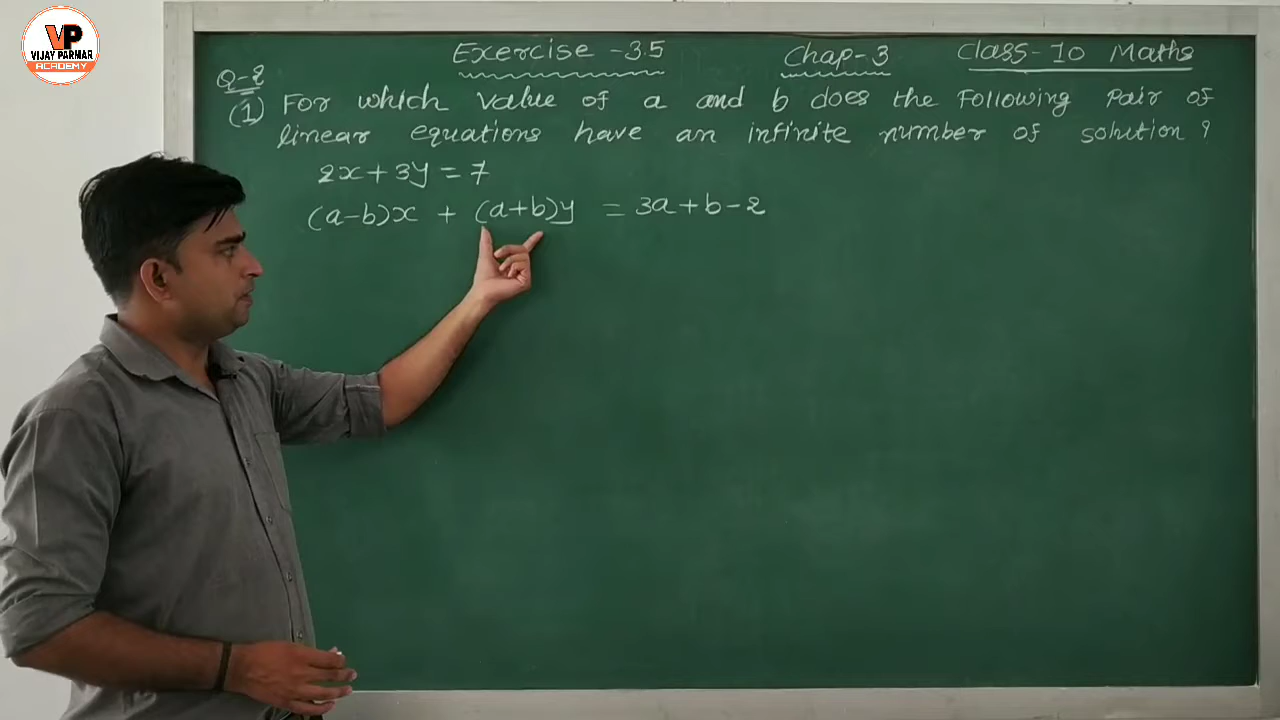 VP
VIJAY PARMAR
ACADEMY
Exercise - 3.5 Chap-3 Class-10 Maths
Q-2
(1) For which value of a and b does the following pair of
linear equations have an infinite number of solution ?
2x + 3y = 7
(a-b)x + (a+b)y = 3a+b-2